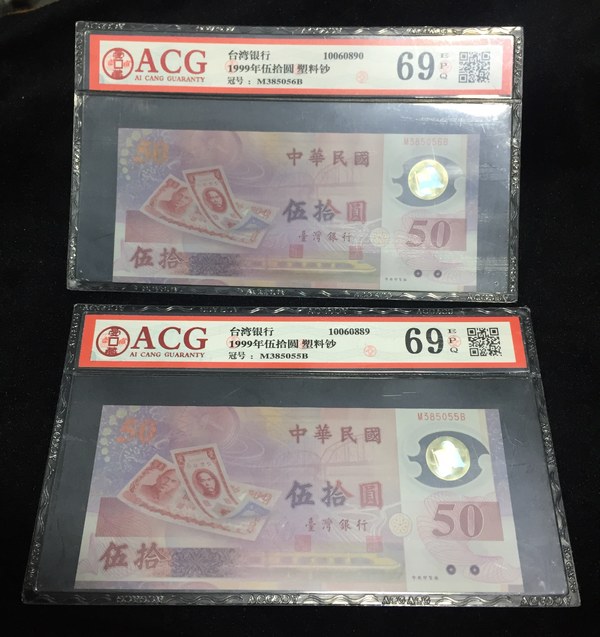 ACG
AI CANG GUARANTY
台湾银行 10060890
1999年伍拾圆 塑料钞
冠号：M385056B
69 EPQ
50
M385056B
中華民國
伍拾圓
臺灣銀行
50
伍拾
ACG
AI CANG GUARANTY
台湾银行 10060889
1999年伍拾圆 塑料钞
冠号：M385055B
69 EPQ
50
M385055B
中華民國
伍拾圓
臺灣銀行
50
伍拾